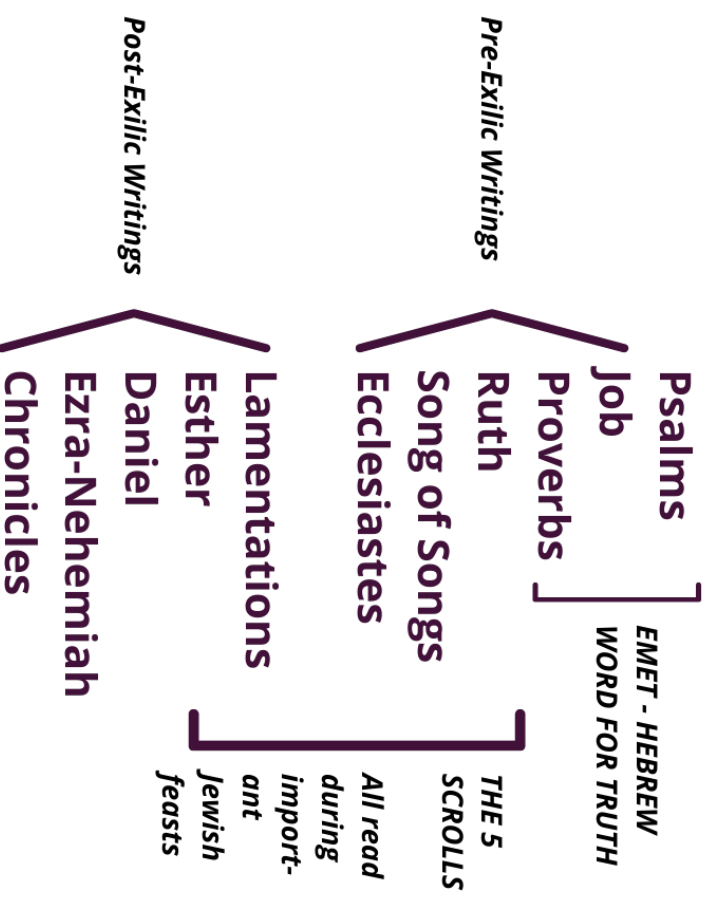 Psalms
Job
Proverbs
Ruth
Song of Songs
Ecclesiastes
Lamentations
Esther
Daniel
Ezra-Nehemiah
Chronicles
Pre-Exilic Writings
Post-Exilic Writings
EMET - HEBREW
WORD FOR TRUTH
THE 5
SCROLLS
All read
during
import-
ant
Jewish
feasts